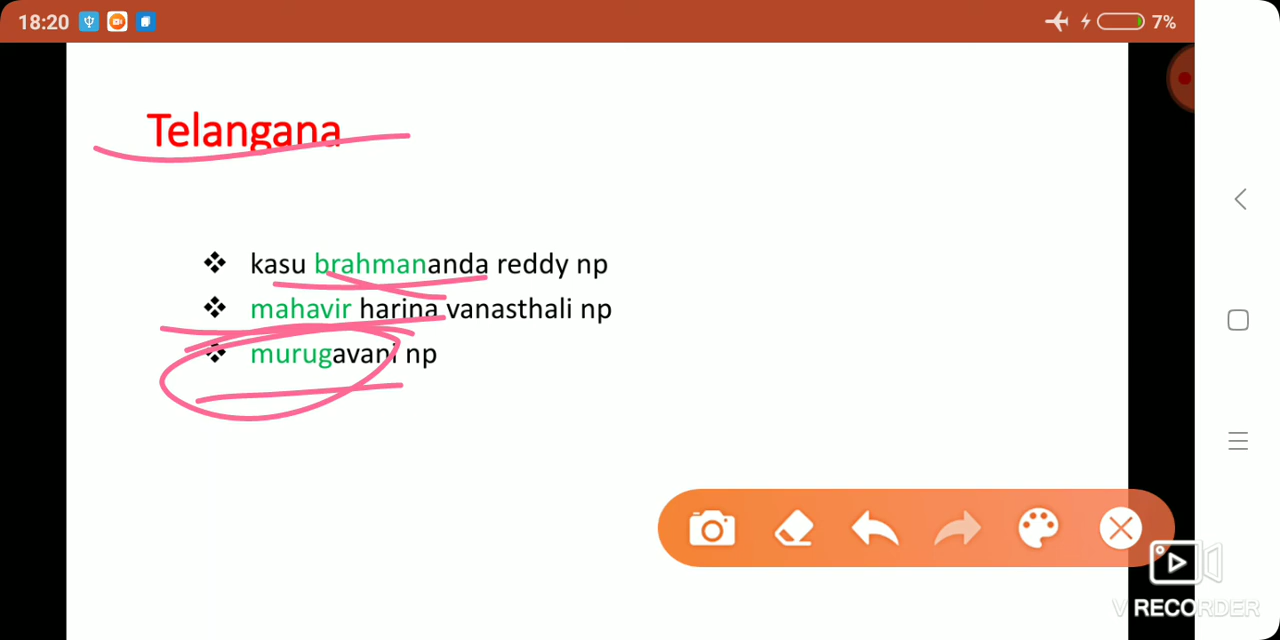 18:20
7%
Telangana
❖ kasu brahmananda reddy np
❖ mahavir harina vanasthali np
❖ murugavani np
V RECORDER